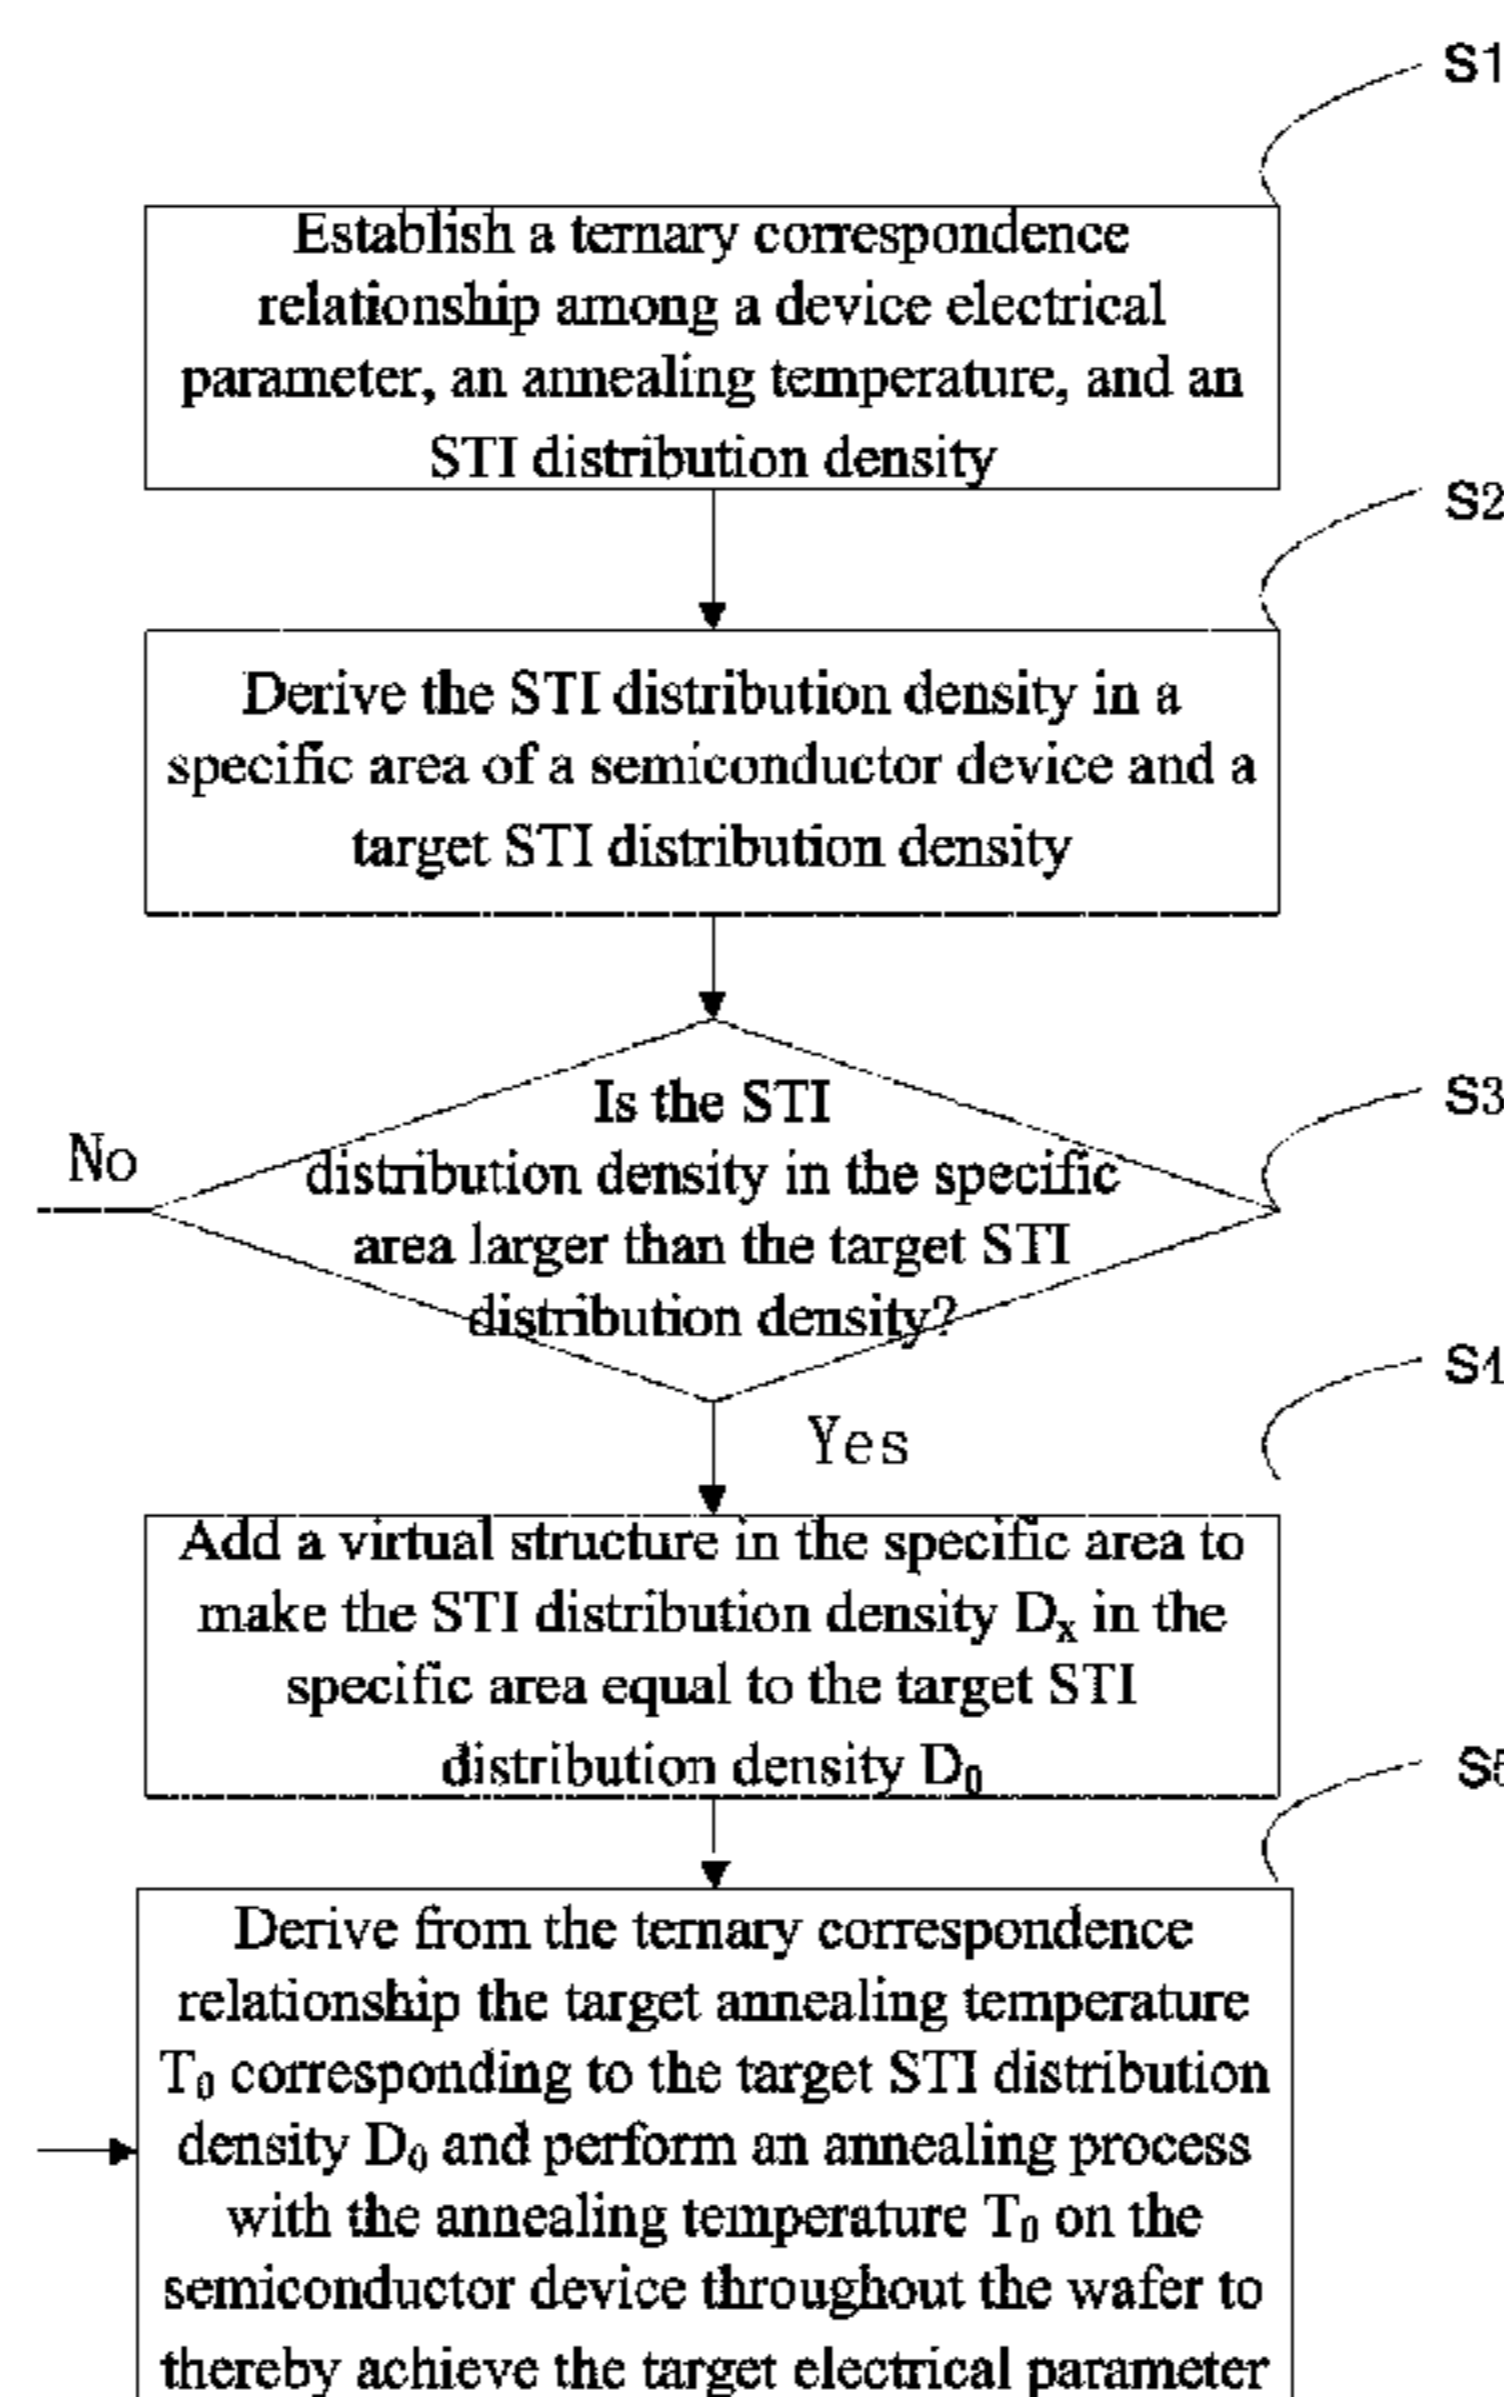 S1
Establish a ternary correspondence
relationship among a device electrical
parameter, an annealing temperature, and an
STI distribution density
S2
Derive the STI distribution density in a
specific area of a semiconductor device and a
target STI distribution density
S3
Is the STI
distribution density in the specific
area larger than the target STI
distribution density?
No
Yes
S4
Add a virtual structure in the specific area to
make the STI distribution density Dx in the
specific area equal to the target STI
distribution density D0
S5
Derive from the ternary correspondence
relationship the target annealing temperature
T0 corresponding to the target STI distribution
density D0 and perform an annealing process
with the annealing temperature T0 on the
semiconductor device throughout the wafer to
thereby achieve the target electrical parameter